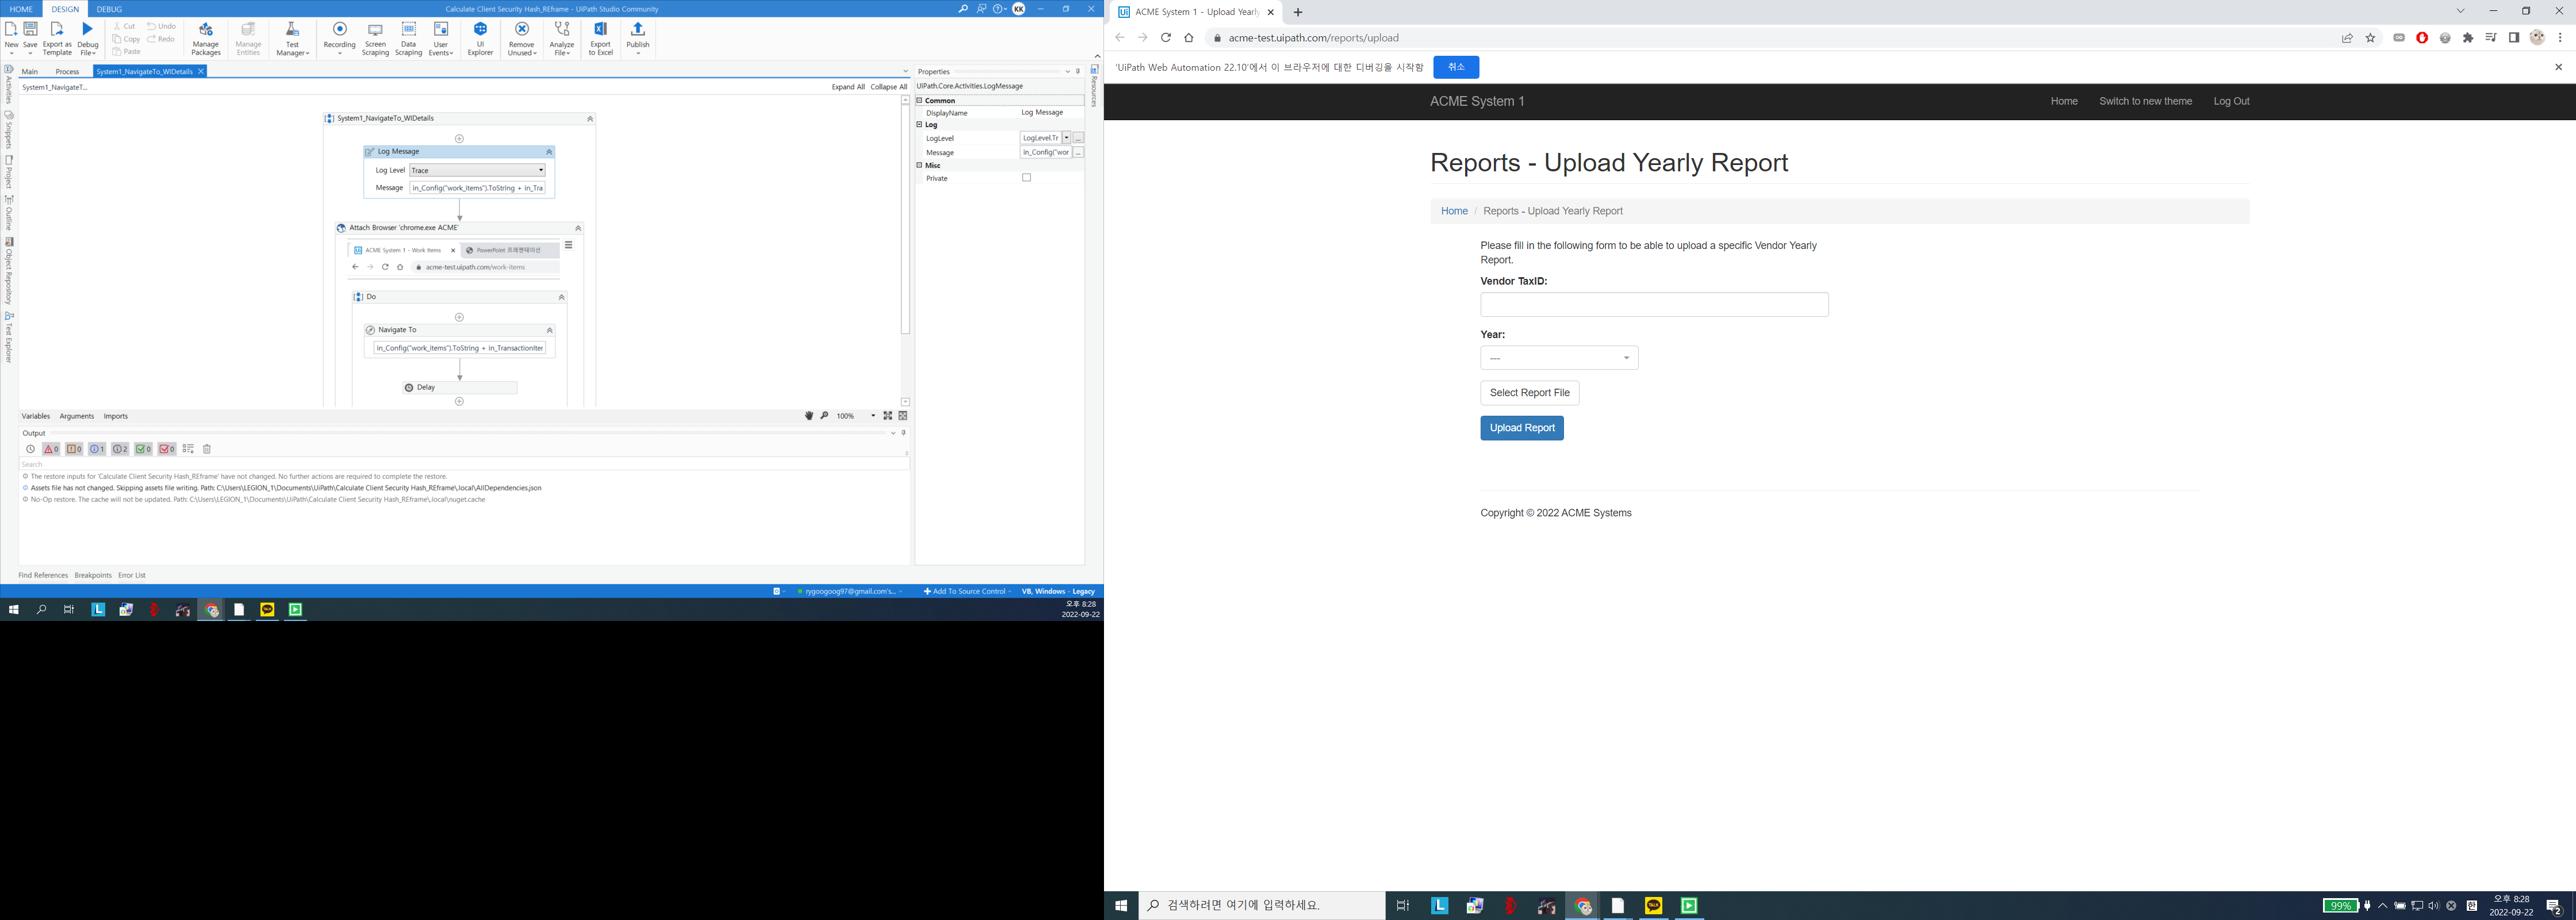 HOME DESIGN DEBUG
Calculate Client Security Hash_REframe - UiPath Studio Community
KK
New Save Export as Template Debug File
Cut Copy Paste Undo Redo
Manage Packages
Manage Entities
Test Manager
Recording
Screen Scraping
Data Scraping
User Events
UI Explorer
Remove Unused
Analyze File
Export to Excel
Publish
Main Process System1_NavigateTo_WIDetails
System1_NavigateT...
Expand All Collapse All
Activities
Snippets
Project
Outline
Object Repository
Test Explorer
System1_NavigateTo_WIDetails
Log Message
Log Level Trace
Message in_Config("work_items").ToString + in_Tra
Attach Browser 'chrome.exe ACME'
ACME System 1 - Work Items
PowerPoint 프레젠테이션
acme-test.uipath.com/work-items
Do
Navigate To
in_Config("work_items").ToString + in_TransactionIter
Delay
Variables Arguments Imports
100%
Properties
UiPath.Core.Activities.LogMessage
Common
DisplayName Log Message
Log
LogLevel LogLevel.Tr
Message in_Config("wor
Misc
Private
Resources
Output
0 0 1 2 0 0
Search
The restore inputs for 'Calculate Client Security Hash_REframe' have not changed. No further actions are required to complete the restore.
Assets file has not changed. Skipping assets file writing. Path: C:\Users\LEGION_1\Documents\UiPath\Calculate Client Security Hash_REframe\.local\AllDependencies.json
No-Op restore. The cache will not be updated. Path: C:\Users\LEGION_1\Documents\UiPath\Calculate Client Security Hash_REframe\.local\nuget.cache
Find References Breakpoints Error List
rygoogoog97@gmail.com's...
Add To Source Control
VB, Windows - Legacy
오후 8:28
2022-09-22
ACME System 1 - Upload Yearly
acme-test.uipath.com/reports/upload
'UiPath Web Automation 22.10'에서 이 브라우저에 대한 디버깅을 시작함
취소
ACME System 1
Home Switch to new theme Log Out
Reports - Upload Yearly Report
Home / Reports - Upload Yearly Report
Please fill in the following form to be able to upload a specific Vendor Yearly
Report.
Vendor TaxID:
Year:
---
Select Report File
Upload Report
Copyright © 2022 ACME Systems
검색하려면 여기에 입력하세요.
99%
한
오후 8:28
2022-09-22
2